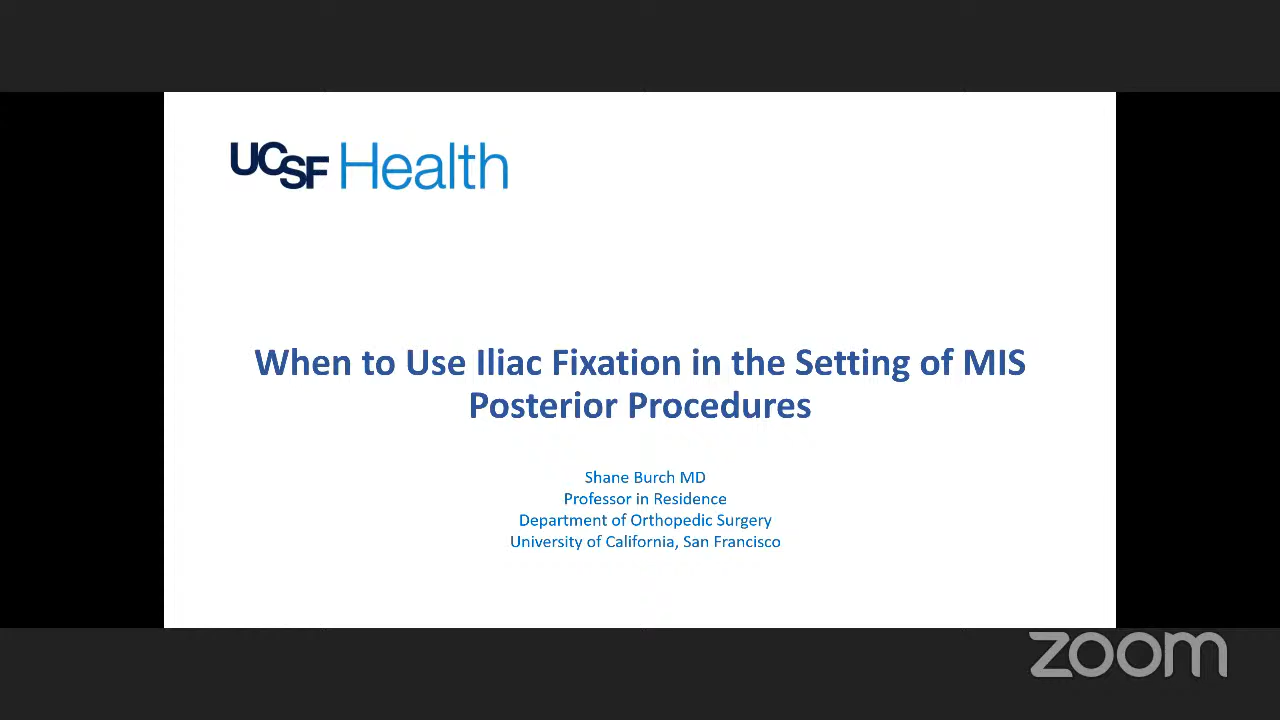 UCSF Health
When to Use Iliac Fixation in the Setting of MIS
Posterior Procedures
Shane Burch MD
Professor in Residence
Department of Orthopedic Surgery
University of California, San Francisco
zoom